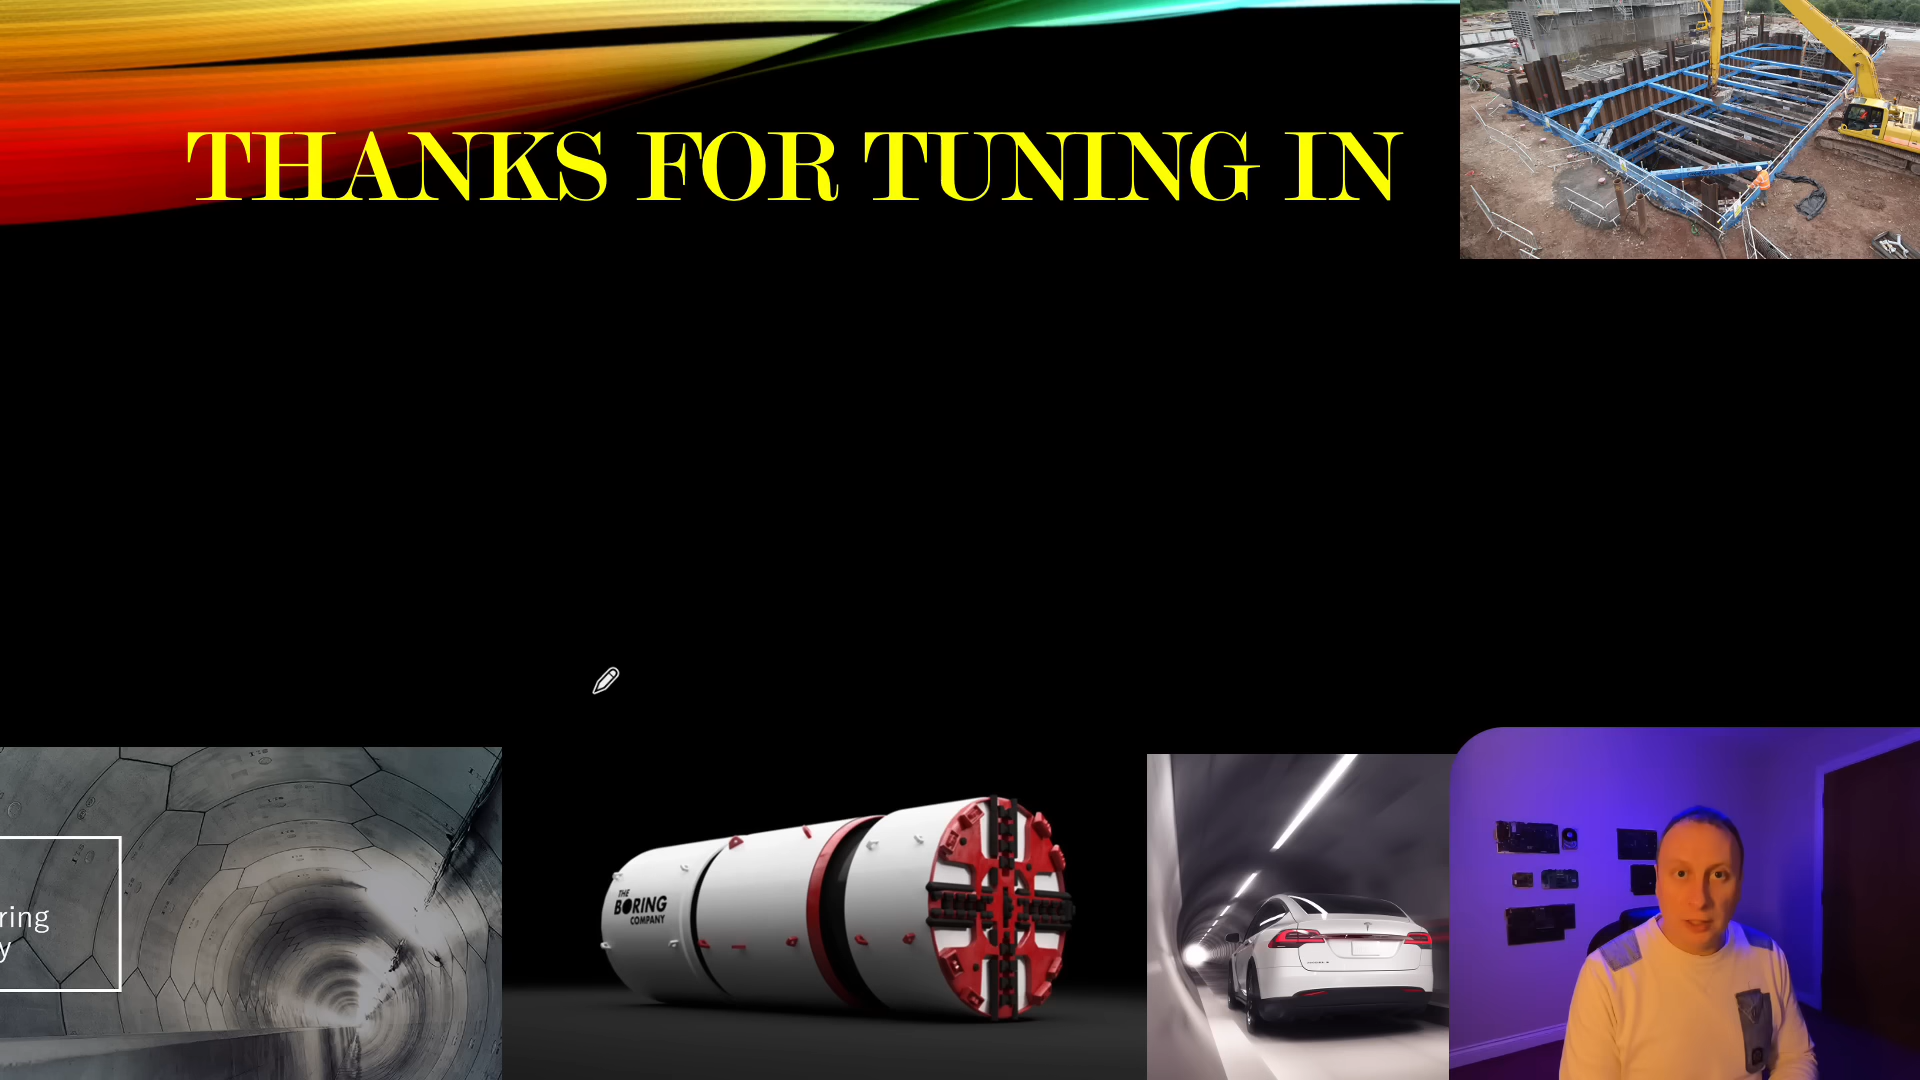 THANKS FOR TUNING IN
ring
y
THE
BORING
COMPANY